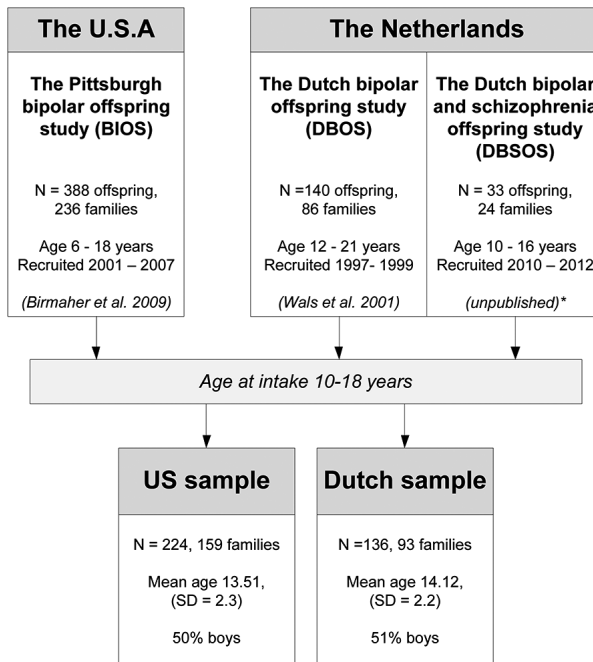 The U.S.A
The Pittsburgh
bipolar offspring
study (BIOS)
N = 388 offspring,
236 families
Age 6 - 18 years
Recruited 2001 – 2007
(Birmaher et al. 2009)
The Netherlands
The Dutch bipolar
offspring study
(DBOS)
N =140 offspring,
86 families
Age 12 - 21 years
Recruited 1997- 1999
(Wals et al. 2001)
The Dutch bipolar
and schizophrenia
offspring study
(DBSOS)
N = 33 offspring,
24 families
Age 10 - 16 years
Recruited 2010 – 2012
(unpublished)*
Age at intake 10-18 years
US sample
N = 224, 159 families
Mean age 13.51,
(SD = 2.3)
50% boys
Dutch sample
N =136, 93 families
Mean age 14.12,
(SD = 2.2)
51% boys